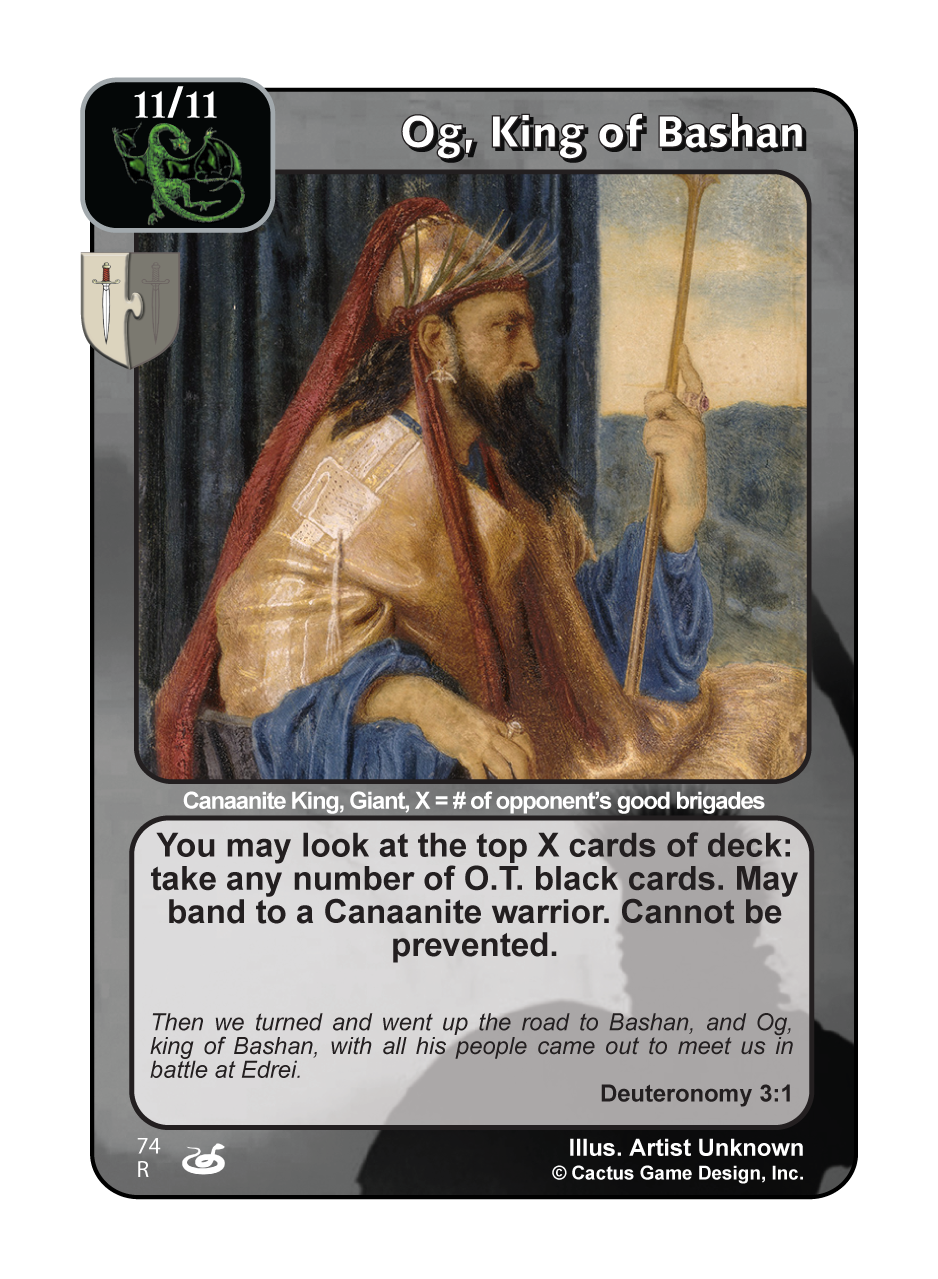 11/11
Og, King of Bashan
Canaanite King, Giant, X = # of opponent's good brigades
You may look at the top X cards of deck:
take any number of O.T. black cards. May
band to a Canaanite warrior. Cannot be
prevented.
Then we turned and went up the road to Bashan, and Og,
king of Bashan, with all his people came out to meet us in
battle at Edrei.
Deuteronomy 3:1
74
R
Illus. Artist Unknown
© Cactus Game Design, Inc.